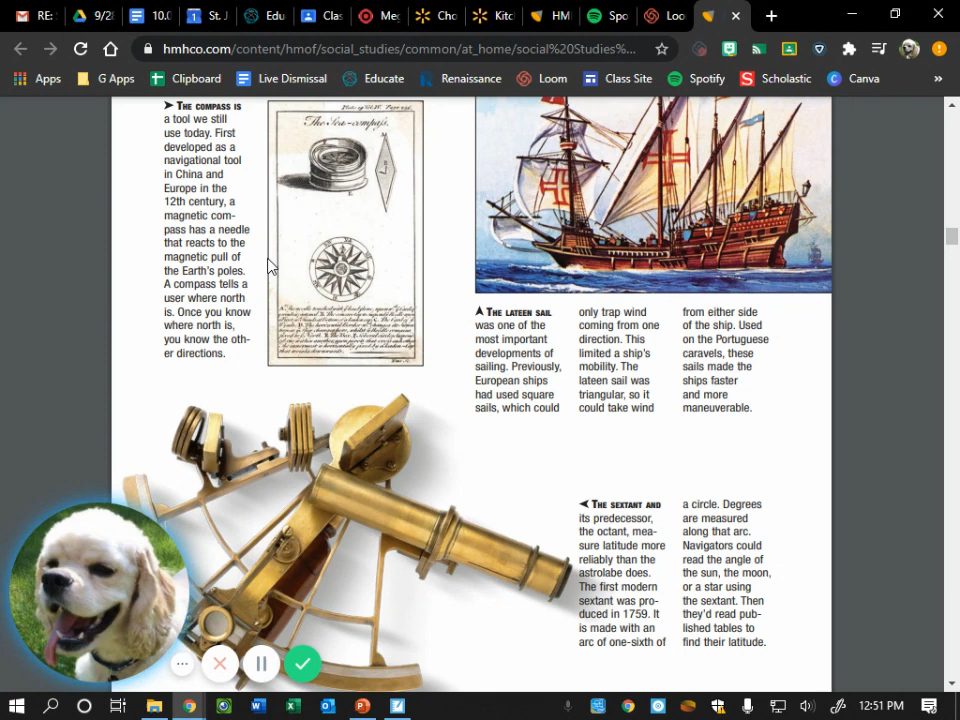 RE:
9/28
10.0
St. J
Edu
Clas
Meg
Cho
Kitc
HMH
Spo
Loo
hmhco.com/content/hmof/social_studies/common/at_home/social%20Studies%...
Apps
G Apps
Clipboard
Live Dismissal
Educate
Renaissance
Loom
Class Site
Spotify
Scholastic
Canva
»
➤ THE COMPASS IS
a tool we still
use today. First
developed as a
navigational tool
in China and
Europe in the
12th century, a
magnetic com-
pass has a needle
that reacts to the
magnetic pull of
the Earth's poles.
A compass tells a
user where north
is. Once you know
where north is,
you know the oth-
er directions.
The Sea-compass.
THE LATEEN SAIL
was one of the
most important
developments of
sailing. Previously,
European ships
had used square
sails, which could
only trap wind
coming from one
direction. This
limited a ship's
mobility. The
lateen sail was
triangular, so it
could take wind
from either side
of the ship. Used
on the Portuguese
caravels, these
sails made the
ships faster
and more
maneuverable.
THE SEXTANT AND
its predecessor,
the octant, mea-
sure latitude more
reliably than the
astrolabe does.
The first modern
sextant was pro-
duced in 1759. It
is made with an
arc of one-sixth of
a circle. Degrees
are measured
along that arc.
Navigators could
read the angle of
the sun, the moon,
or a star using
the sextant. Then
they'd read pub-
lished tables to
find their latitude.
12:51 PM